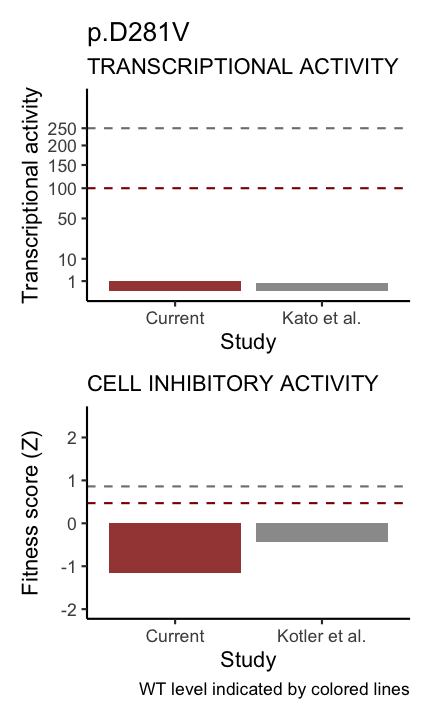 p.D281V
TRANSCRIPTIONAL ACTIVITY
Transcriptional activity
250
200
150
100
50
10
1
Current
Kato et al.
Study
CELL INHIBITORY ACTIVITY
Fitness score (Z)
2
1
0
-1
-2
Current
Kotler et al.
Study
WT level indicated by colored lines